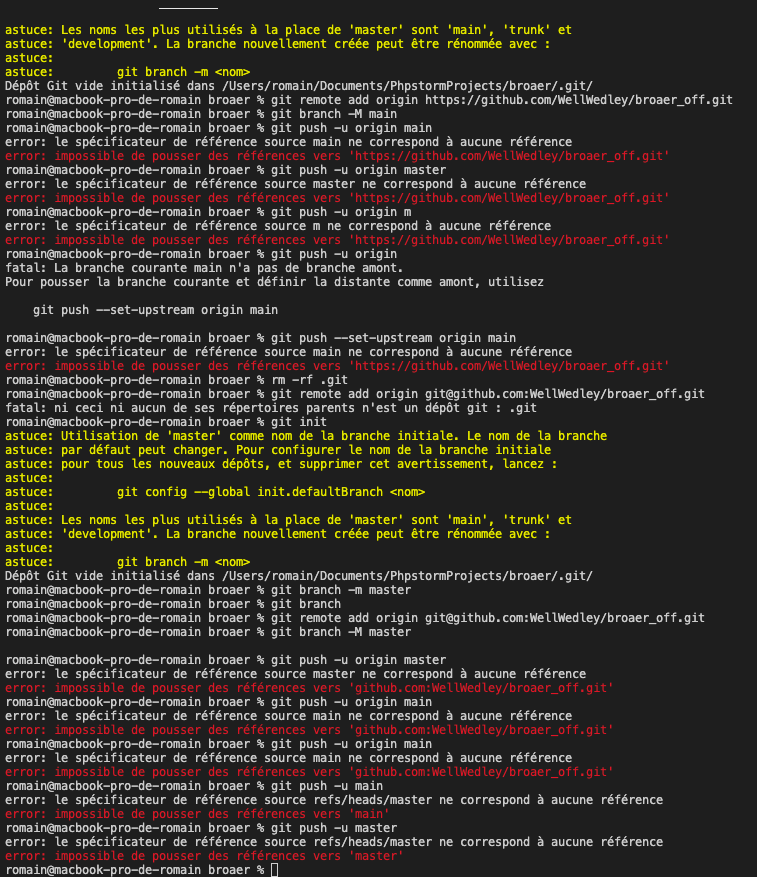 astuce: Les noms les plus utilisés à la place de 'master' sont 'main', 'trunk' et
astuce: 'development'. La branche nouvellement créée peut être rénommée avec :
astuce:
astuce:         git branch -m <nom>
Dépôt Git vide initialisé dans /Users/romain/Documents/PhpstormProjects/broaer/.git/
romain@macbook-pro-de-romain broaer % git remote add origin https://github.com/WellWedley/broaer_off.git
romain@macbook-pro-de-romain broaer % git branch -M main
romain@macbook-pro-de-romain broaer % git push -u origin main
error: le spécificateur de référence source main ne correspond à aucune référence
error: impossible de pousser des références vers 'https://github.com/WellWedley/broaer_off.git'
romain@macbook-pro-de-romain broaer % git push -u origin master
error: le spécificateur de référence source master ne correspond à aucune référence
error: impossible de pousser des références vers 'https://github.com/WellWedley/broaer_off.git'
romain@macbook-pro-de-romain broaer % git push -u origin m
error: le spécificateur de référence source m ne correspond à aucune référence
error: impossible de pousser des références vers 'https://github.com/WellWedley/broaer_off.git'
romain@macbook-pro-de-romain broaer % git push -u origin
fatal: La branche courante main n'a pas de branche amont.
Pour pousser la branche courante et définir la distante comme amont, utilisez
    git push --set-upstream origin main
romain@macbook-pro-de-romain broaer % git push --set-upstream origin main
error: le spécificateur de référence source main ne correspond à aucune référence
error: impossible de pousser des références vers 'https://github.com/WellWedley/broaer_off.git'
romain@macbook-pro-de-romain broaer % rm -rf .git
romain@macbook-pro-de-romain broaer % git remote add origin git@github.com:WellWedley/broaer_off.git
fatal: ni ceci ni aucun de ses répertoires parents n'est un dépôt git : .git
romain@macbook-pro-de-romain broaer % git init
astuce: Utilisation de 'master' comme nom de la branche initiale. Le nom de la branche
astuce: par défaut peut changer. Pour configurer le nom de la branche initiale
astuce: pour tous les nouveaux dépôts, et supprimer cet avertissement, lancez :
astuce:
astuce:         git config --global init.defaultBranch <nom>
astuce:
astuce: Les noms les plus utilisés à la place de 'master' sont 'main', 'trunk' et
astuce: 'development'. La branche nouvellement créée peut être rénommée avec :
astuce:
astuce:         git branch -m <nom>
Dépôt Git vide initialisé dans /Users/romain/Documents/PhpstormProjects/broaer/.git/
romain@macbook-pro-de-romain broaer % git branch -m master
romain@macbook-pro-de-romain broaer % git branch
romain@macbook-pro-de-romain broaer % git remote add origin git@github.com:WellWedley/broaer_off.git
romain@macbook-pro-de-romain broaer % git branch -M master
romain@macbook-pro-de-romain broaer % git push -u origin master
error: le spécificateur de référence source master ne correspond à aucune référence
error: impossible de pousser des références vers 'github.com:WellWedley/broaer_off.git'
romain@macbook-pro-de-romain broaer % git push -u origin main
error: le spécificateur de référence source main ne correspond à aucune référence
error: impossible de pousser des références vers 'github.com:WellWedley/broaer_off.git'
romain@macbook-pro-de-romain broaer % git push -u origin main
error: le spécificateur de référence source main ne correspond à aucune référence
error: impossible de pousser des références vers 'github.com:WellWedley/broaer_off.git'
romain@macbook-pro-de-romain broaer % git push -u main
error: le spécificateur de référence source refs/heads/master ne correspond à aucune référence
error: impossible de pousser des références vers 'main'
romain@macbook-pro-de-romain broaer % git push -u master
error: le spécificateur de référence source refs/heads/master ne correspond à aucune référence
error: impossible de pousser des références vers 'master'
romain@macbook-pro-de-romain broaer %